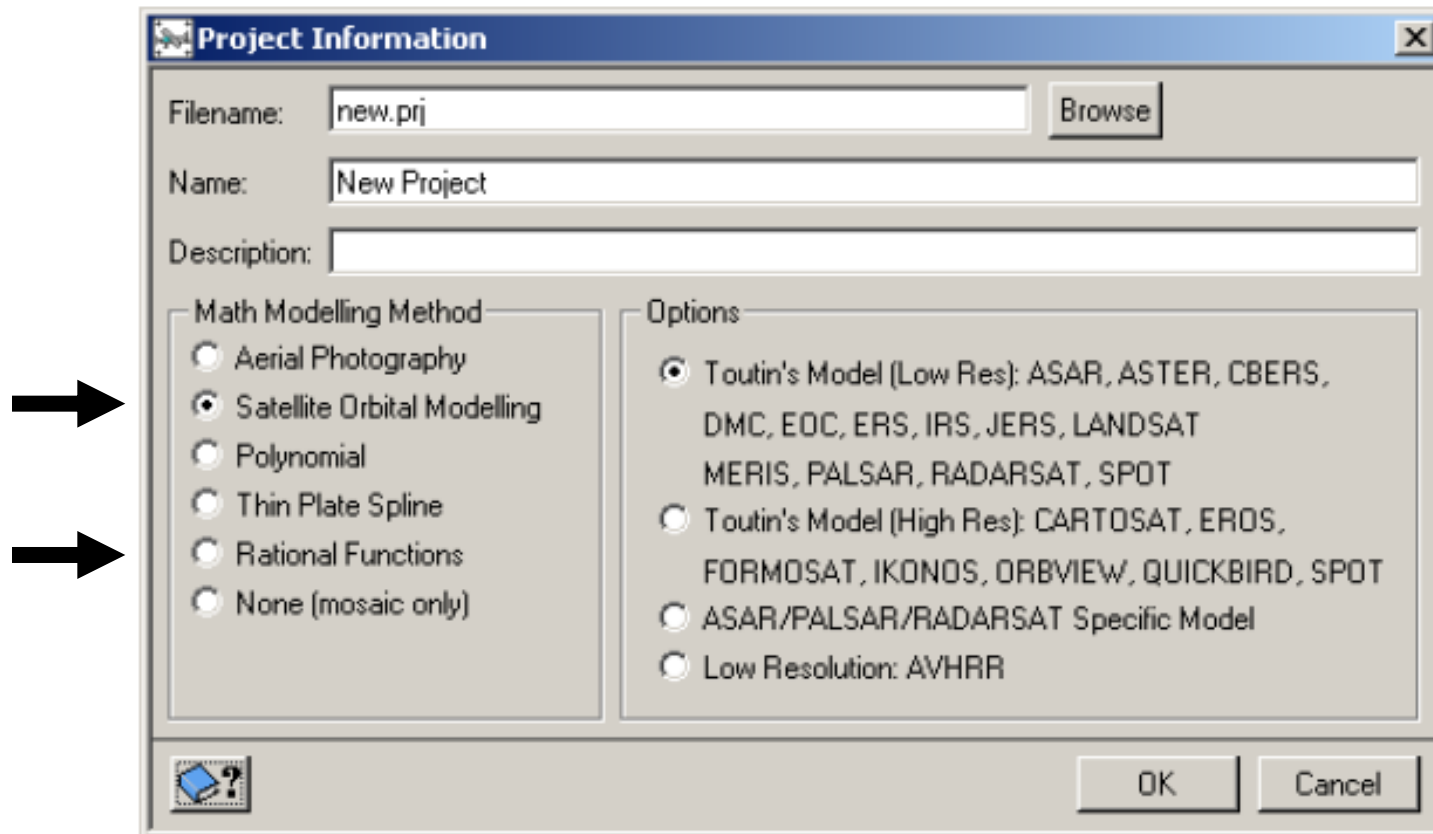 Project Information
Filename: new.prj Browse
Name: New Project
Description:
Math Modelling Method
Aerial Photography
Satellite Orbital Modelling
Polynomial
Thin Plate Spline
Rational Functions
None (mosaic only)
Options
Toutin's Model (Low Res): ASAR, ASTER, CBERS,
DMC, EOC, ERS, IRS, JERS, LANDSAT
MERIS, PALSAR, RADARSAT, SPOT
Toutin's Model (High Res): CARTOSAT, EROS,
FORMOSAT, IKONOS, ORBVIEW, QUICKBIRD, SPOT
ASAR/PALSAR/RADARSAT Specific Model
Low Resolution: AVHRR
? OK Cancel